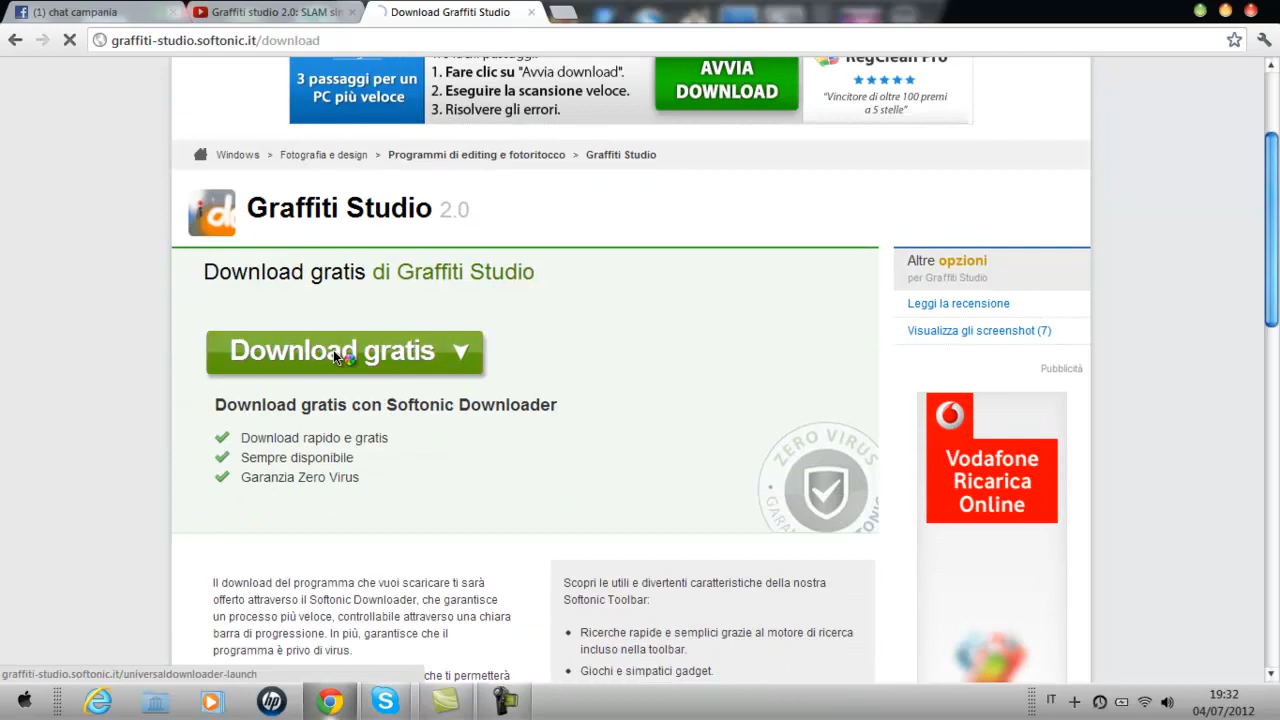 (1) chat campania
Graffiti studio 2.0: SLAM sin
Download Graffiti Studio
graffiti-studio.softonic.it/download
3 passaggi per un
PC più veloce
1. Fare clic su "Avvia download".
2. Eseguire la scansione veloce.
3. Risolvere gli errori.
AVVIA
DOWNLOAD
RegClean Pro
"Vincitore di oltre 100 premi
a 5 stelle"
Windows > Fotografia e design > Programmi di editing e fotoritocco > Graffiti Studio
Graffiti Studio 2.0
Download gratis di Graffiti Studio
Download gratis
Download gratis con Softonic Downloader
Download rapido e gratis
Sempre disponibile
Garanzia Zero Virus
ZERO VIRUS
Altre opzioni
per Graffiti Studio
Leggi la recensione
Visualizza gli screenshot (7)
Pubblicità
Vodafone
Ricarica
Online
Il download del programma che vuoi scaricare ti sarà
offerto attraverso il Softonic Downloader, che garantisce
un processo più veloce, controllabile attraverso una chiara
barra di progressione. In più, garantisce che il
programma è privo di virus.
che ti permetterà
Scopri le utili e divertenti caratteristiche della nostra
Softonic Toolbar:
• Ricerche rapide e semplici grazie al motore di ricerca
incluso nella toolbar.
• Giochi e simpatici gadget.
graffiti-studio.softonic.it/universaldownloader-launch
hp
IT
19:32
04/07/2012